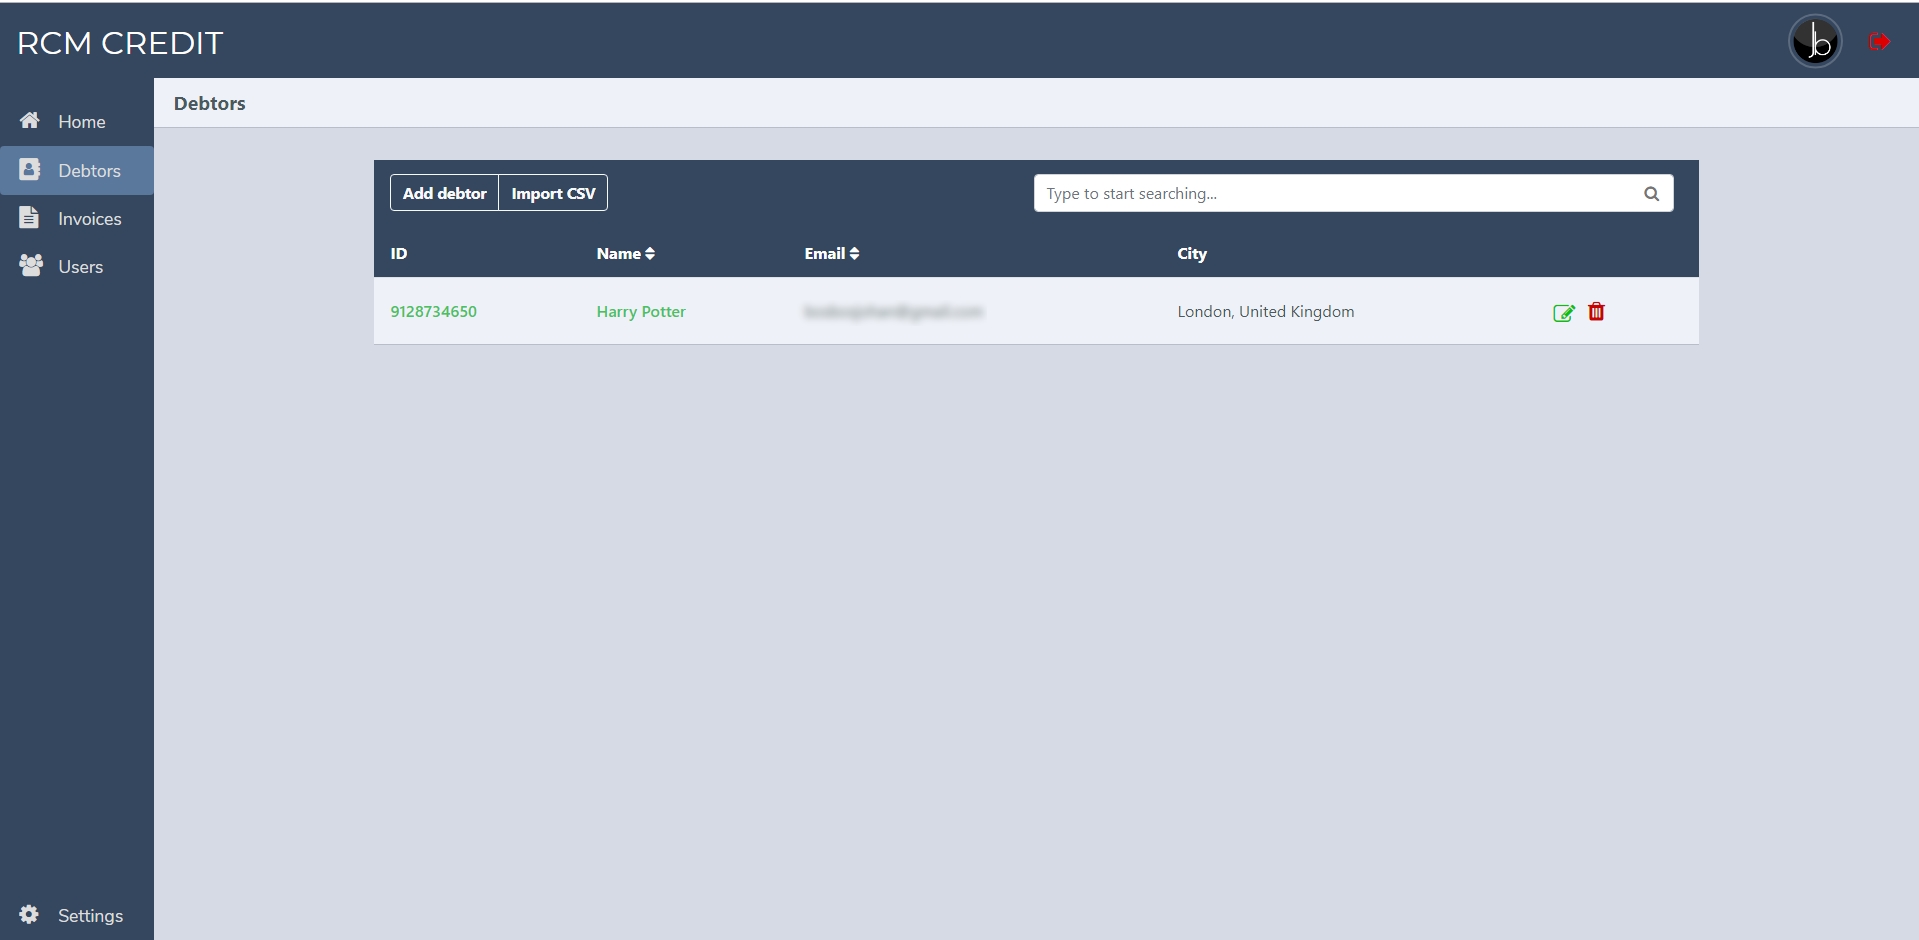 RCM CREDIT
Home
Debtors
Invoices
Users
Settings
Debtors
Add debtor Import CSV Type to start searching...
ID Name Email City
9128734650 Harry Potter London, United Kingdom